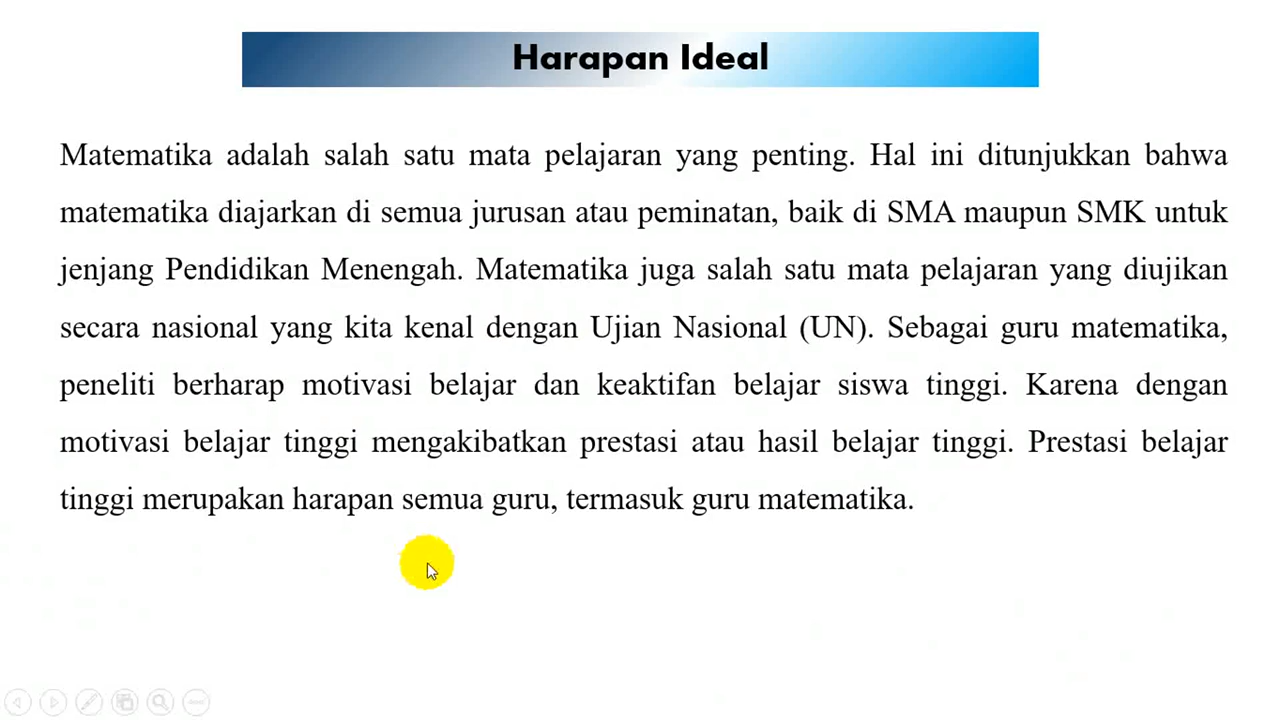 Harapan Ideal
Matematika adalah salah satu mata pelajaran yang penting. Hal ini ditunjukkan bahwa
matematika diajarkan di semua jurusan atau peminatan, baik di SMA maupun SMK untuk
jenjang Pendidikan Menengah. Matematika juga salah satu mata pelajaran yang diujikan
secara nasional yang kita kenal dengan Ujian Nasional (UN). Sebagai guru matematika,
peneliti berharap motivasi belajar dan keaktifan belajar siswa tinggi. Karena dengan
motivasi belajar tinggi mengakibatkan prestasi atau hasil belajar tinggi. Prestasi belajar
tinggi merupakan harapan semua guru, termasuk guru matematika.